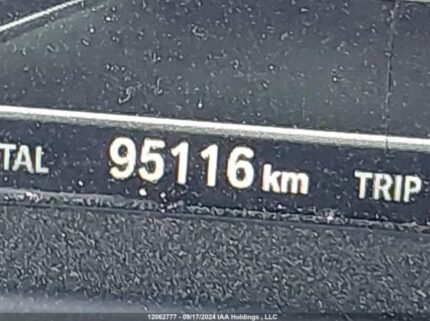 TAL 95116 km TRIP
12062777 - 09/17/2024 IAA Holdings , LLC